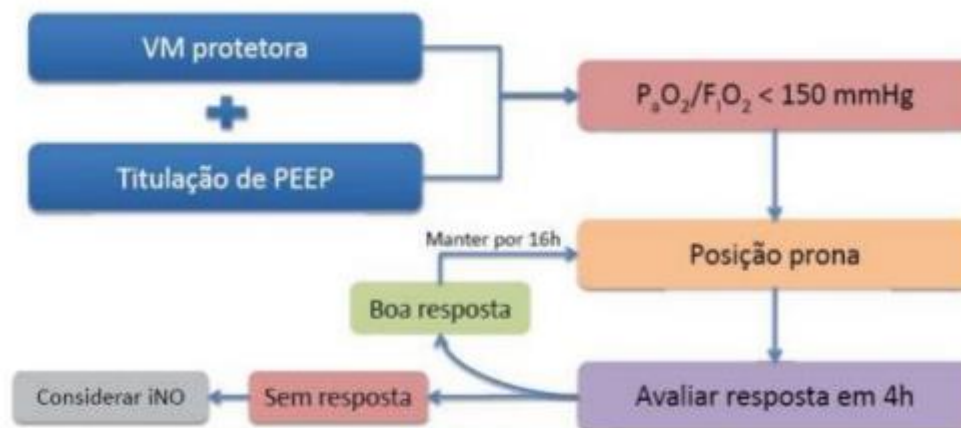 VM protetora
Titulação de PEEP
PₐO₂/FᵢO₂ < 150 mmHg
Manter por 16h
Posição prona
Boa resposta
Considerar iNO
Sem resposta
Avaliar resposta em 4h